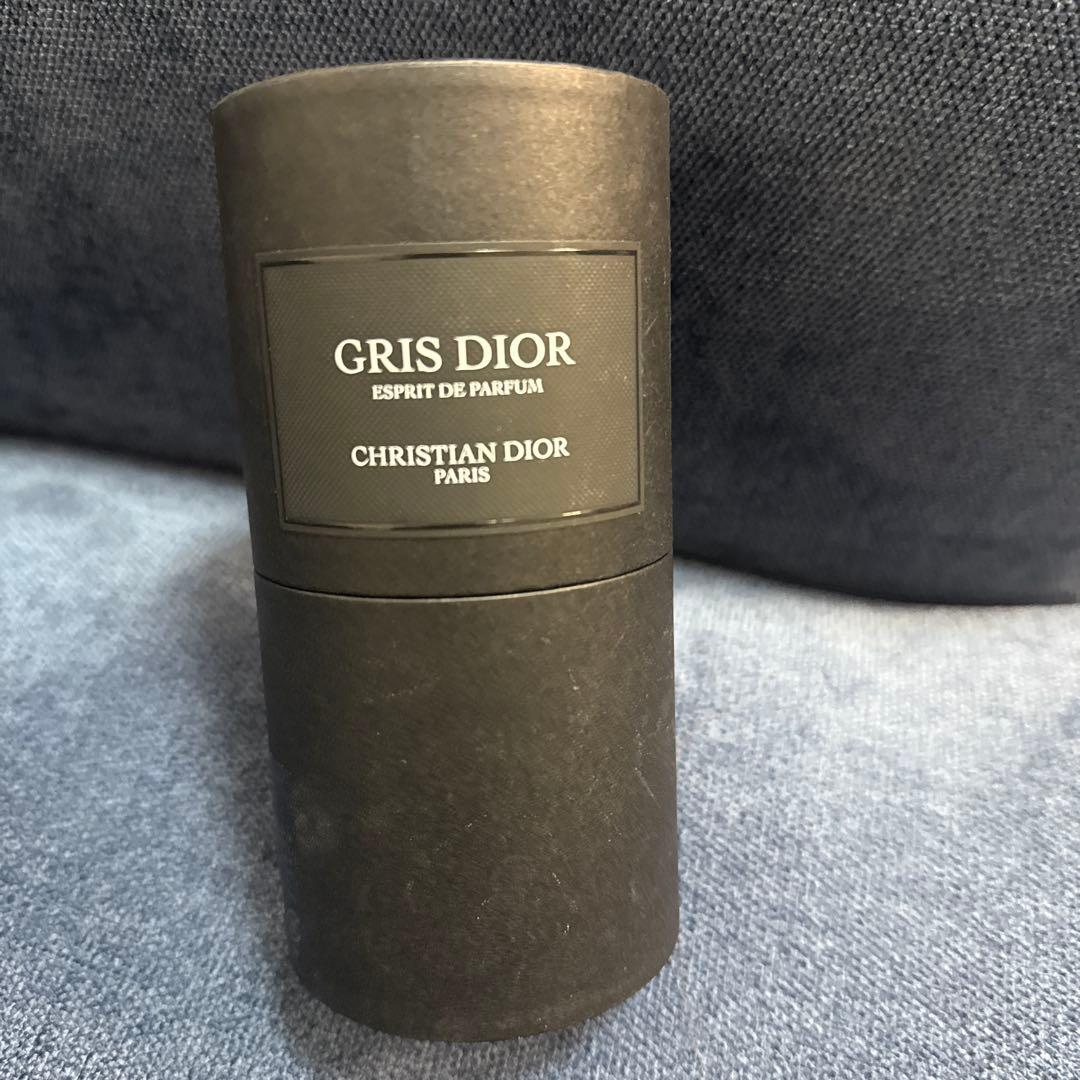 GRIS DIOR
ESPRIT DE PARFUM
CHRISTIAN DIOR
PARIS